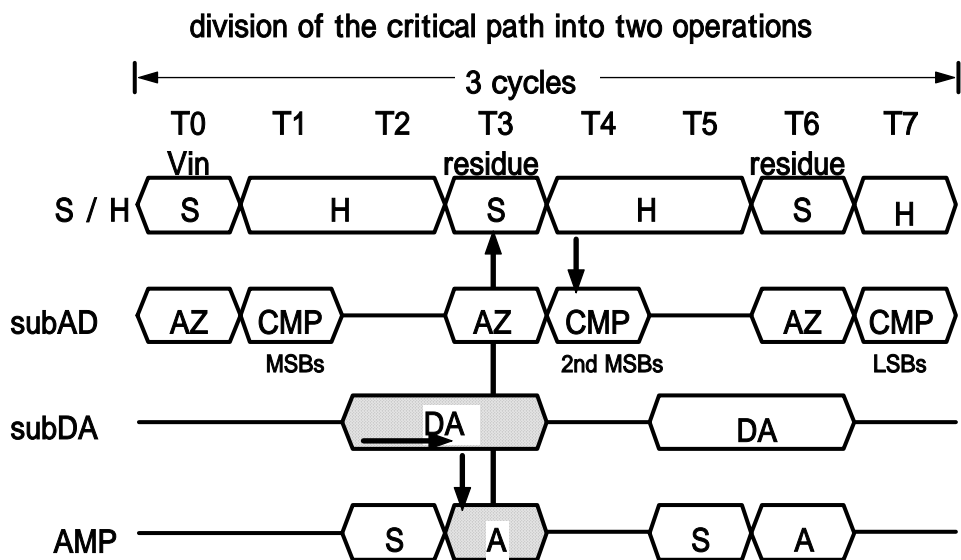 division of the critical path into two operations
3 cycles
T0 T1 T2 T3 T4 T5 T6 T7
Vin residue residue
S / H S H S H S H
subAD AZ CMP AZ CMP AZ CMP
MSBs 2nd MSBs LSBs
subDA DA DA
AMP S A S A